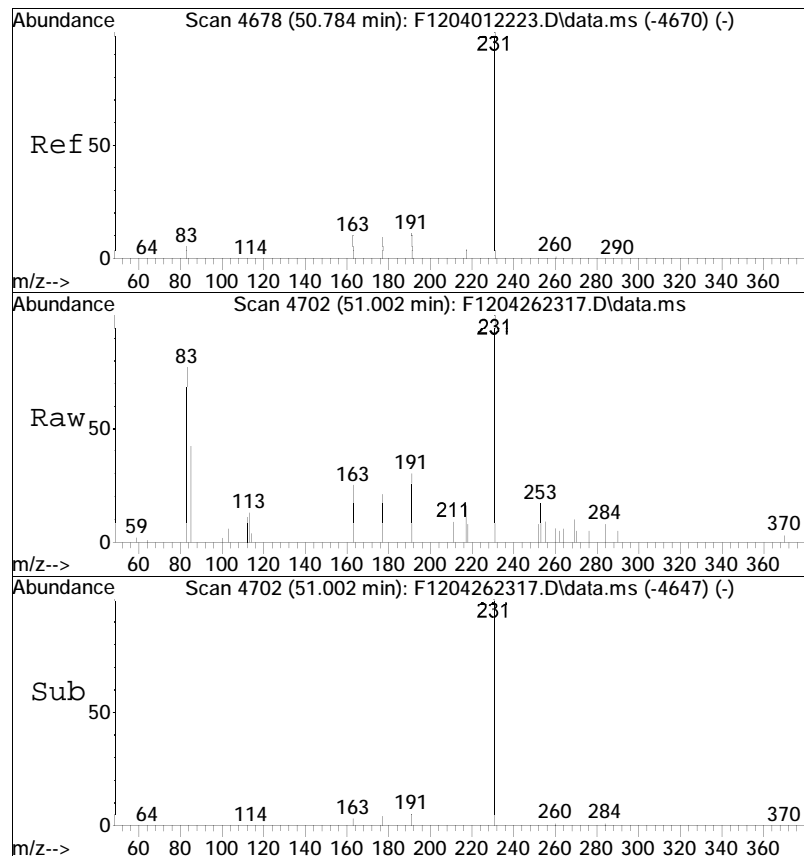 Abundance Scan 4678 (50.784 min): F1204012223.D\data.ms (-4670) (-)
231
Ref 50
163 191
83
64 114 260 290
0
60 80 100 120 140 160 180 200 220 240 260 280 300 320 340 360
m/z-->
Abundance Scan 4702 (51.002 min): F1204262317.D\data.ms
231
83
Raw 50
163 191
113 211 253 284
59 370
0
60 80 100 120 140 160 180 200 220 240 260 280 300 320 340 360
m/z-->
Abundance Scan 4702 (51.002 min): F1204262317.D\data.ms (-4647) (-)
231
Sub 50
64 114 163 191 260 284 370
0
m/z--> 60 80 100 120 140 160 180 200 220 240 260 280 300 320 340 360